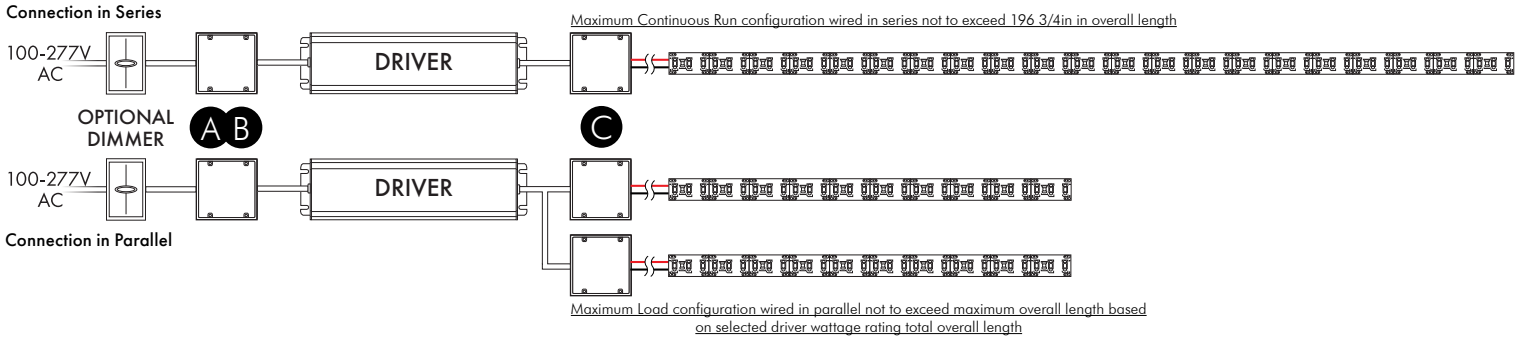 Connection in Series
Maximum Continuous Run configuration wired in series not to exceed 196 3/4in in overall length
100-277V
AC
DRIVER
OPTIONAL
DIMMER
A B
C
100-277V
AC
DRIVER
Connection in Parallel
Maximum Load configuration wired in parallel not to exceed maximum overall length based
on selected driver wattage rating total overall length